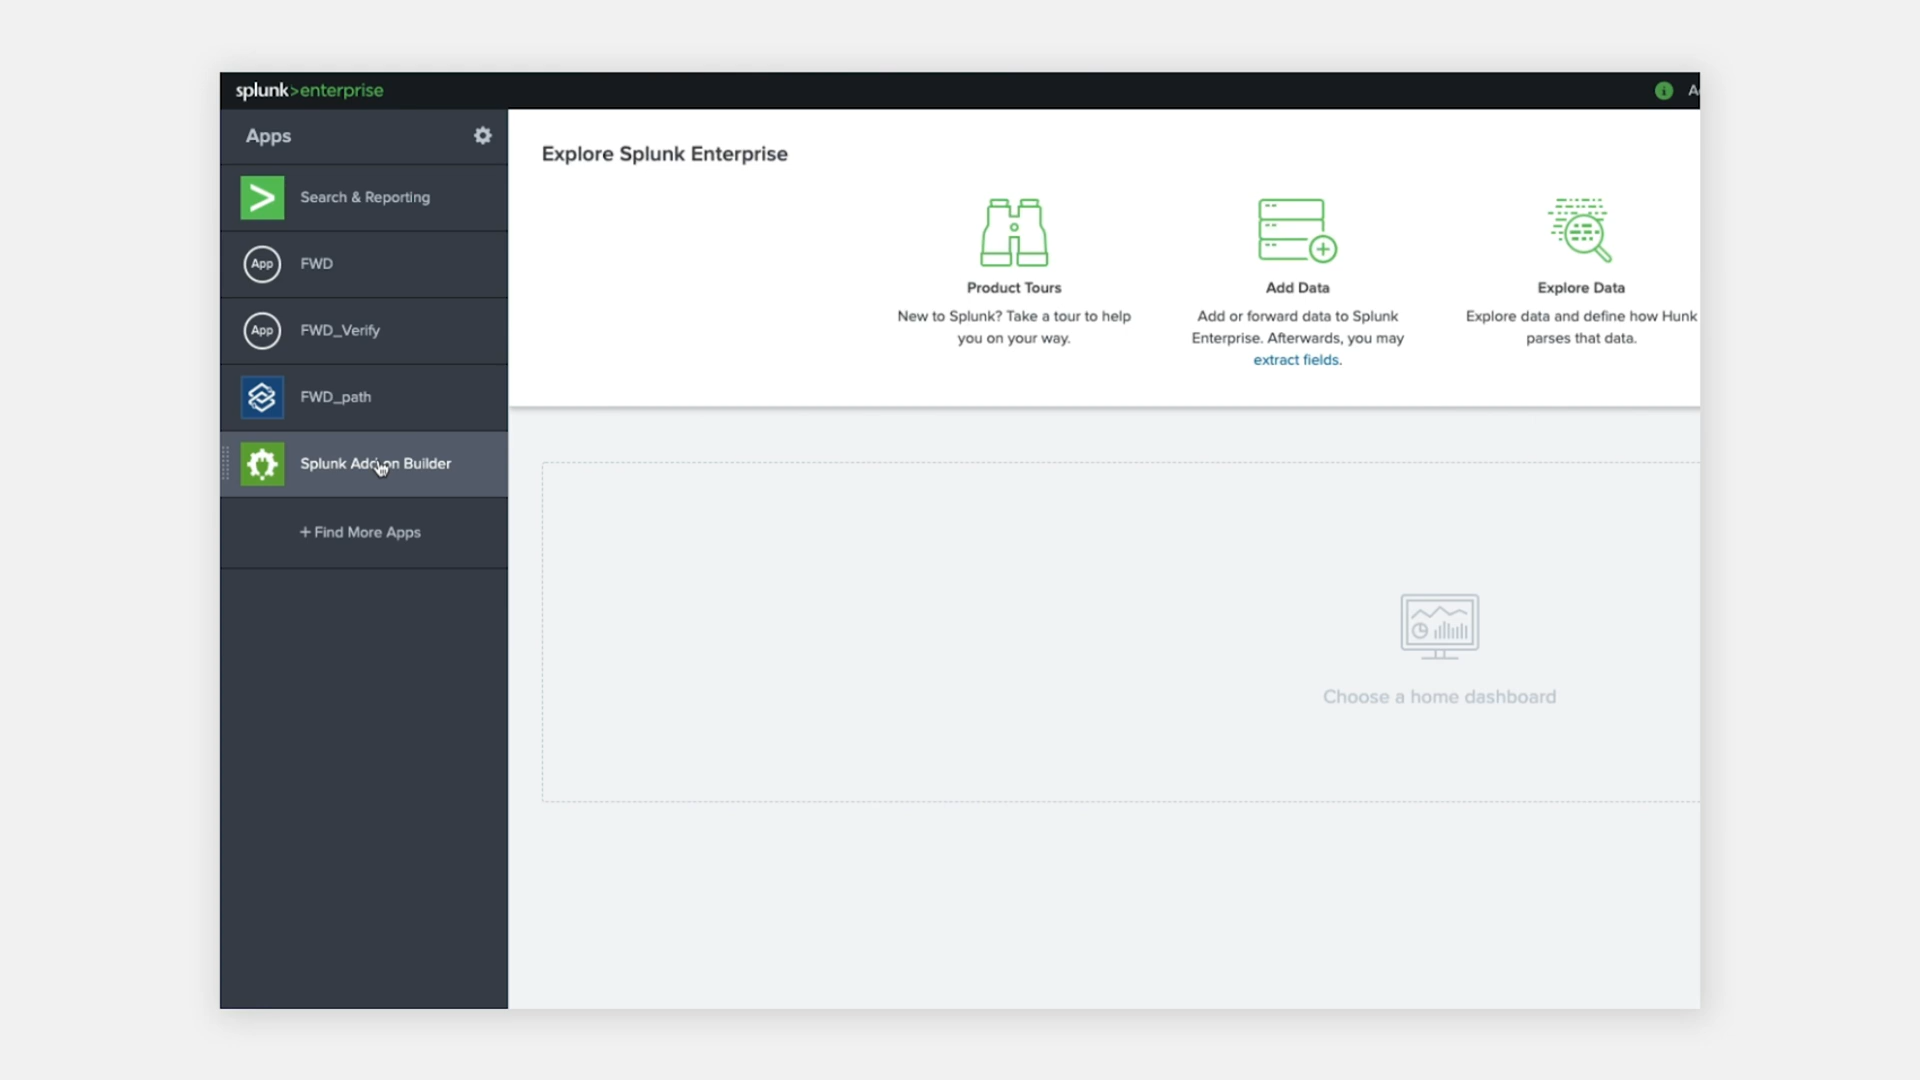 splunk>enterprise
i
Apps
Search & Reporting
App
FWD
App
FWD_Verify
FWD_path
Splunk Add-on Builder
+ Find More Apps
Explore Splunk Enterprise
Product Tours
New to Splunk? Take a tour to help
you on your way.
Add Data
Add or forward data to Splunk
Enterprise. Afterwards, you may
extract fields.
Explore Data
Explore data and define how Hunk
parses that data.
Choose a home dashboard